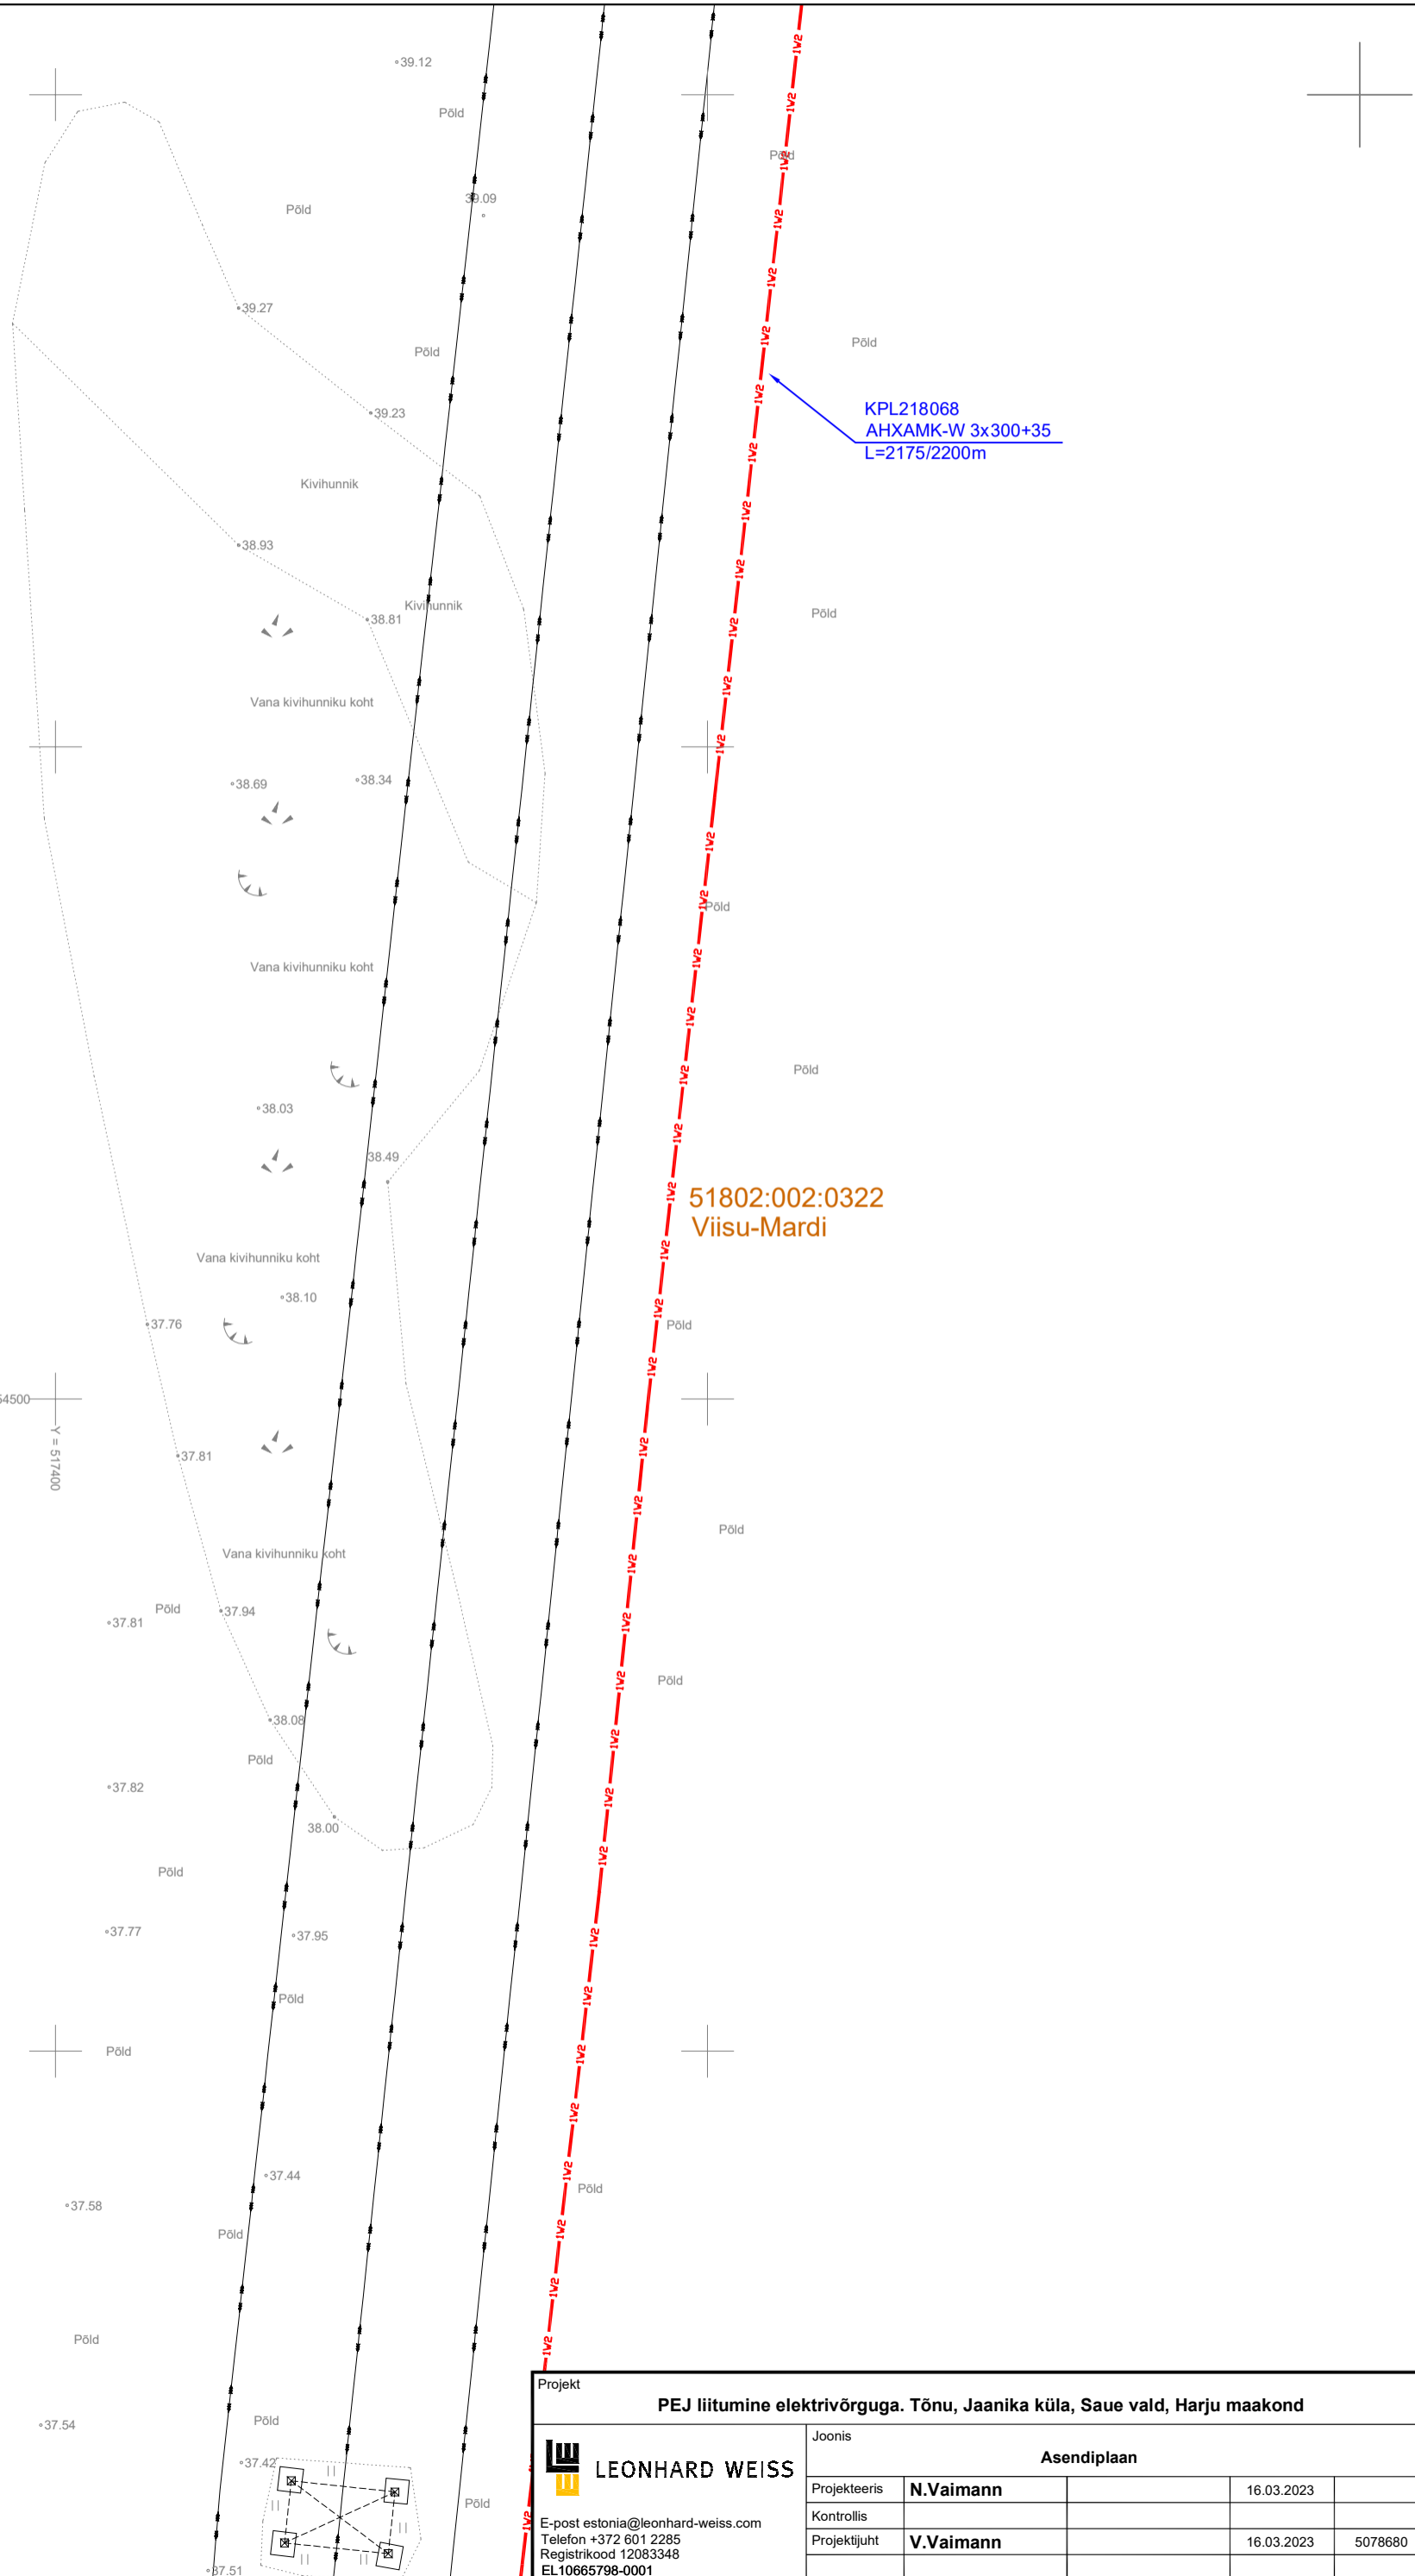 39.12
Põld
1W2
Põld
Põld
39.09
39.27
Põld
Põld
39.23
KPL218068
AHXAMK-W 3x300+35
L=2175/2200m
Kivihunnik
38.93
Kivihunnik
38.81
Põld
Vana kivihunniku koht
38.69
38.34
Põld
Vana kivihunniku koht
Põld
38.03
38.49
51802:002:0322
Viisu-Mardi
Vana kivihunniku koht
38.10
37.76
Põld
54500
Y = 517400
37.81
Põld
Vana kivihunniku koht
37.81
Põld
37.94
Põld
38.08
Põld
37.82
38.00
Põld
37.77
37.95
Põld
Põld
37.44
Põld
37.58
Põld
Põld
37.54
Põld
37.42
Põld
37.51
Projekt
PEJ liitumine elektrivõrguga. Tõnu, Jaanika küla, Saue vald, Harju maakond
LEONHARD WEISS
Joonis
Asendiplaan
Projekteeris N.Vaimann 16.03.2023
Kontrollis
Projektijuht V.Vaimann 16.03.2023 5078680
E-post estonia@leonhard-weiss.com
Telefon +372 601 2285
Registrikood 12083348
EL10665798-0001